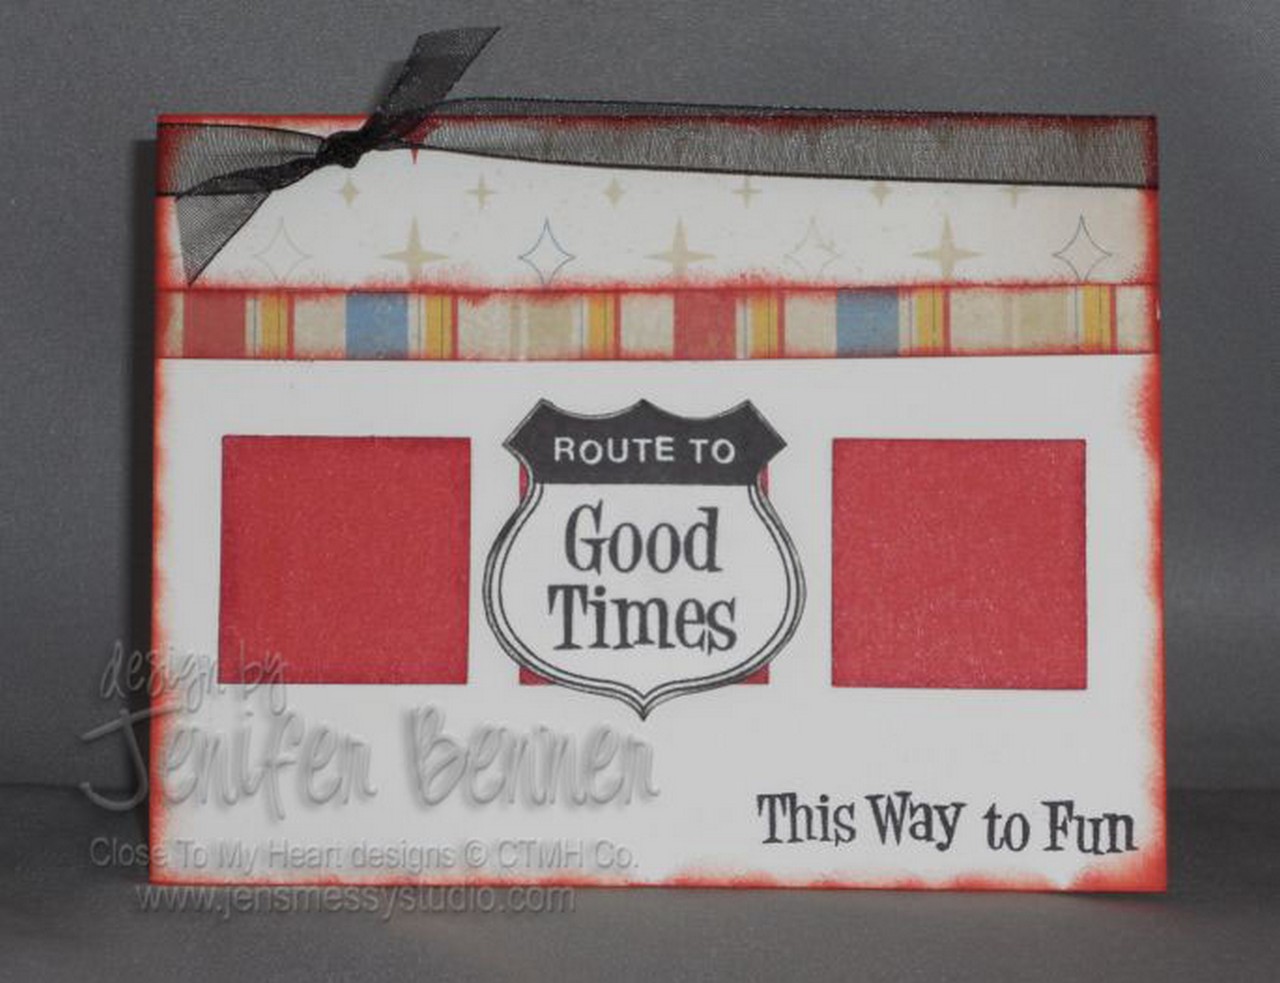 ROUTE TO
Good
Times
This Way to Fun
design by
Jenifer Benner
Close To My Heart designs © CTMH Co.
www.jensmessystudio.com